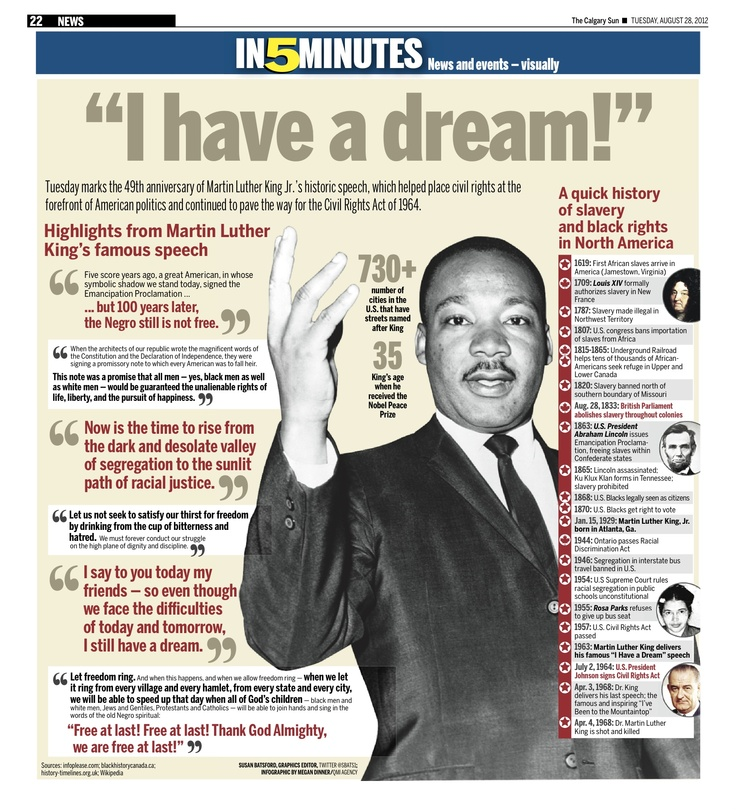 22 NEWS
The Calgary Sun ■ TUESDAY, AUGUST 28, 2012
IN5MINUTES News and events – visually
“I have a dream!”
Tuesday marks the 49th anniversary of Martin Luther King Jr.'s historic speech, which helped place civil rights at the
forefront of American politics and continued to pave the way for the Civil Rights Act of 1964.
Highlights from Martin Luther
King's famous speech
“ Five score years ago, a great American, in whose
symbolic shadow we stand today, signed the
Emancipation Proclamation ...
... but 100 years later,
the Negro still is not free. ”
“ When the architects of our republic wrote the magnificent words of
the Constitution and the Declaration of Independence, they were
signing a promissory note to which every American was to fall heir.
This note was a promise that all men – yes, black men as well
as white men – would be guaranteed the unalienable rights of
life, liberty, and the pursuit of happiness. ”
“ Now is the time to rise from
the dark and desolate valley
of segregation to the sunlit
path of racial justice. ”
“ Let us not seek to satisfy our thirst for freedom
by drinking from the cup of bitterness and
hatred. We must forever conduct our struggle
on the high plane of dignity and discipline. ”
“ I say to you today my
friends – so even though
we face the difficulties
of today and tomorrow,
I still have a dream. ”
“ Let freedom ring. And when this happens, and when we allow freedom ring – when we let
it ring from every village and every hamlet, from every state and every city,
we will be able to speed up that day when all of God's children – black men and
white men, Jews and Gentiles, Protestants and Catholics – will be able to join hands and sing in the
words of the old Negro spiritual:
“Free at last! Free at last! Thank God Almighty,
we are free at last!” ”
730+
number of
cities in the
U.S. that have
streets named
after King
35
King's age
when he
received the
Nobel Peace
Prize
A quick history
of slavery
and black rights
in North America
1619: First African slaves arrive in
America (Jamestown, Virginia)
1709: Louis XIV formally
authorizes slavery in New
France
1787: Slavery made illegal in
Northwest Territory
1807: U.S. congress bans importation
of slaves from Africa
1815-1865: Underground Railroad
helps tens of thousands of African-
Americans seek refuge in Upper and
Lower Canada
1820: Slavery banned north of
southern boundary of Missouri
Aug. 28, 1833: British Parliament
abolishes slavery throughout colonies
1863: U.S. President
Abraham Lincoln issues
Emancipation Proclama-
tion, freeing slaves within
Confederate states
1865: Lincoln assassinated;
Ku Klux Klan forms in Tennessee;
slavery prohibited
1868: U.S. Blacks legally seen as citizens
1870: U.S. Blacks get right to vote
Jan. 15, 1929: Martin Luther King, Jr.
born in Atlanta, Ga.
1944: Ontario passes Racial
Discrimination Act
1946: Segregation in interstate bus
travel banned in U.S.
1954: U.S Supreme Court rules
racial segregation in public
schools unconstitutional
1955: Rosa Parks refuses
to give up bus seat
1957: U.S. Civil Rights Act
passed
1963: Martin Luther King delivers
his famous “I Have a Dream” speech
July 2, 1964: U.S. President
Johnson signs Civil Rights Act
Apr. 3, 1968: Dr. King
delivers his last speech; the
famous and inspiring “I've
Been to the Mountaintop”
Apr. 4, 1968: Dr. Martin Luther
King is shot and killed
Sources: infoplease.com; blackhistorycanada.ca;
history-timelines.org.uk; Wikipedia
SUSAN BATSFORD, GRAPHICS EDITOR, TWITTER @SBATS1;
INFOGRAPHIC BY MEGAN DINNER/QMI AGENCY